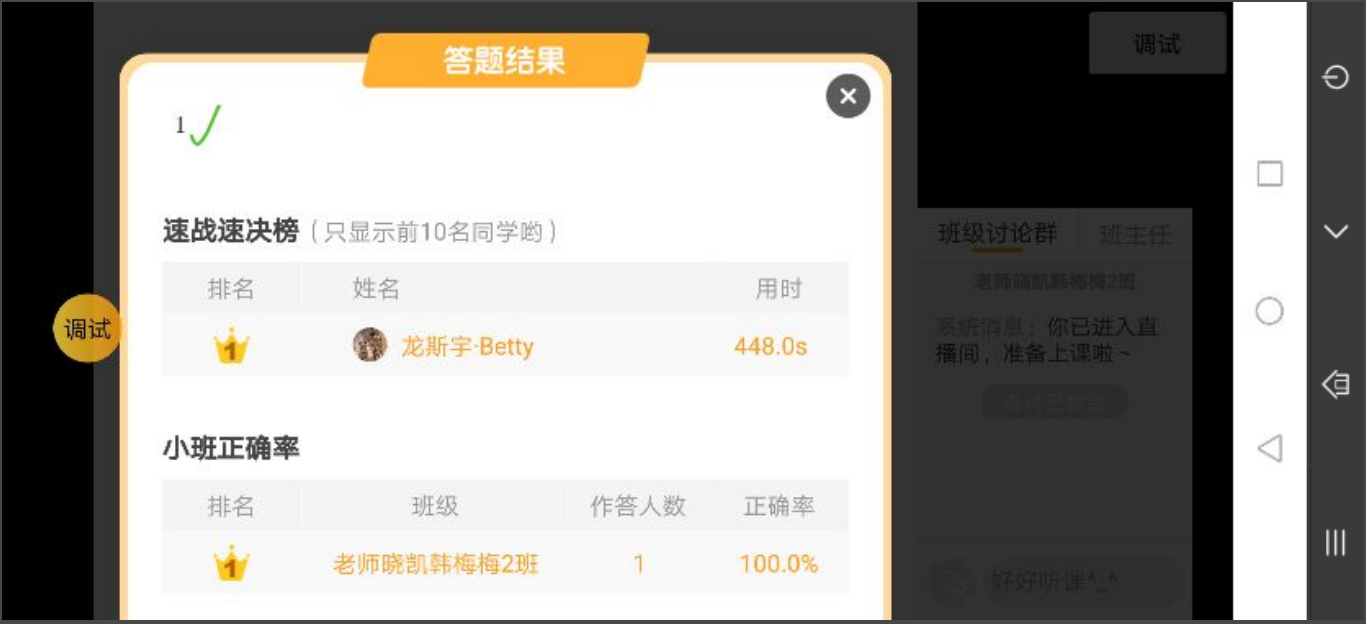 答题结果
调试
1
速战速决榜（只显示前10名同学哟）
排名 姓名 用时
1 龙斯宇·Betty 448.0s
调试
小班正确率
排名 班级 作答人数 正确率
1 老师晓凯韩梅梅2班 1 100.0%
班级讨论群 班主任
老师晓凯韩梅梅2班
系统消息：你已进入直
播间，准备上课啦~
好好听课^_^